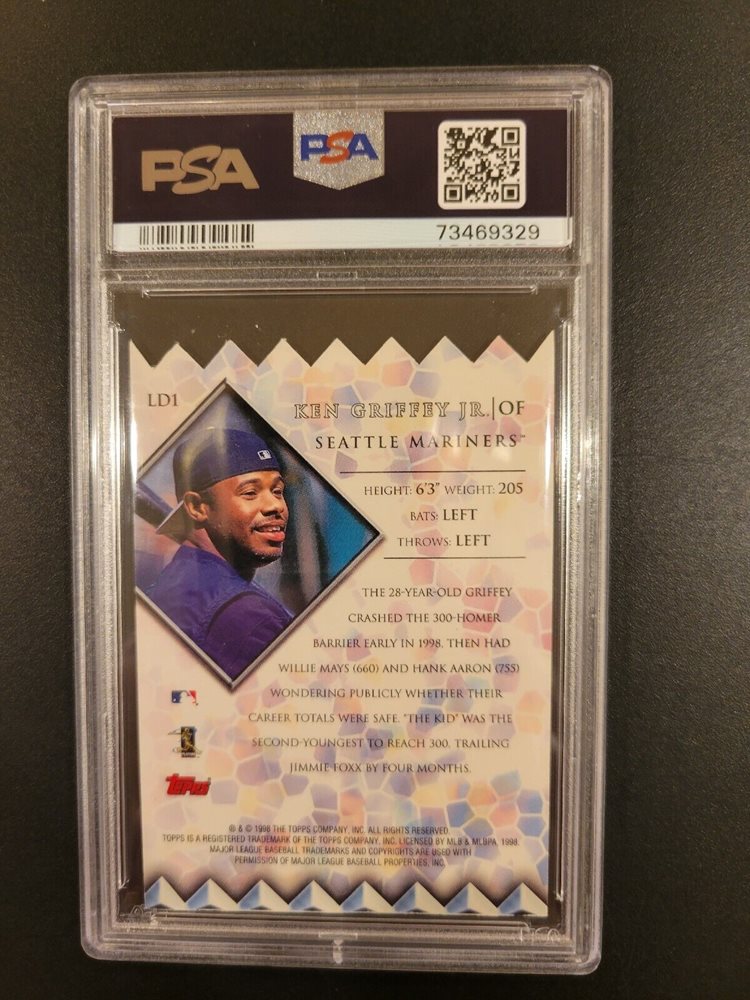 PSA
PSA
73469329
LD1
KEN GRIFFEY JR.|OF
SEATTLE MARINERS™
HEIGHT: 6'3" WEIGHT: 205
BATS: LEFT
THROWS: LEFT
THE 28-YEAR-OLD GRIFFEY
CRASHED THE 300-HOMER
BARRIER EARLY IN 1998, THEN HAD
WILLIE MAYS (660) AND HANK AARON (755)
WONDERING PUBLICLY WHETHER THEIR
CAREER TOTALS WERE SAFE. "THE KID" WAS THE
SECOND-YOUNGEST TO REACH 300, TRAILING
JIMMIE FOXX BY FOUR MONTHS.
Topps
® & © 1998 THE TOPPS COMPANY, INC. ALL RIGHTS RESERVED.
TOPPS IS A REGISTERED TRADEMARK OF THE TOPPS COMPANY, INC. LICENSED BY MLB & MLBPA, 1998.
MAJOR LEAGUE BASEBALL TRADEMARKS AND COPYRIGHTS ARE USED WITH
PERMISSION OF MAJOR LEAGUE BASEBALL PROPERTIES, INC.